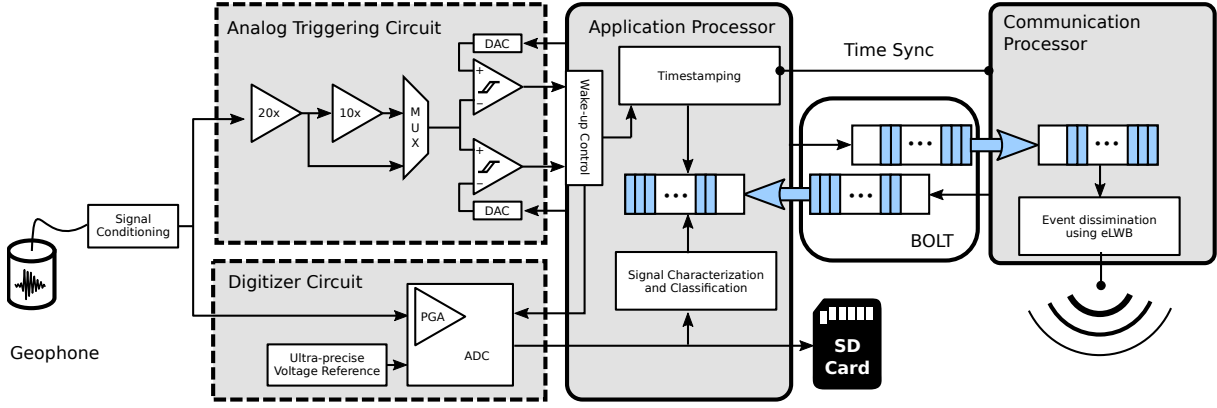 Analog Triggering Circuit
DAC
20x
10x
M
U
X
+
−
+
−
DAC
Application Processor
Wake-up Control
Timestamping
Time Sync
Communication
Processor
BOLT
Event dissimination
using eLWB
Signal
Conditioning
Geophone
Digitizer Circuit
PGA
ADC
Ultra-precise
Voltage Reference
Signal Characterization
and Classification
SD
Card